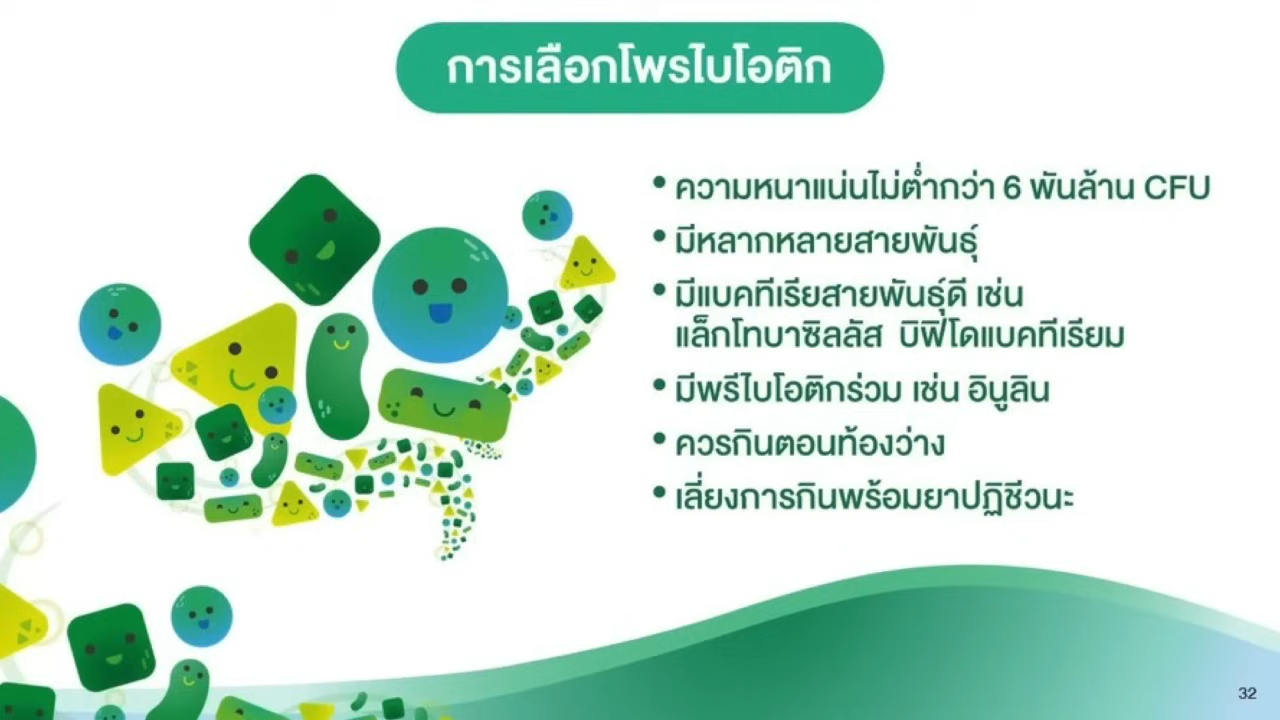 การเลือกโพรไบโอติก
• ความหนาแน่นไม่ต่ำกว่า 6 พันล้าน CFU
• มีหลากหลายสายพันธุ์
• มีแบคทีเรียสายพันธุ์ดี เช่น
แล็กโทบาซิลลัส บิฟิโดแบคทีเรียม
• มีพรีไบโอติกร่วม เช่น อินูลิน
• ควรกินตอนท้องว่าง
• เลี่ยงการกินพร้อมยาปฏิชีวนะ
32